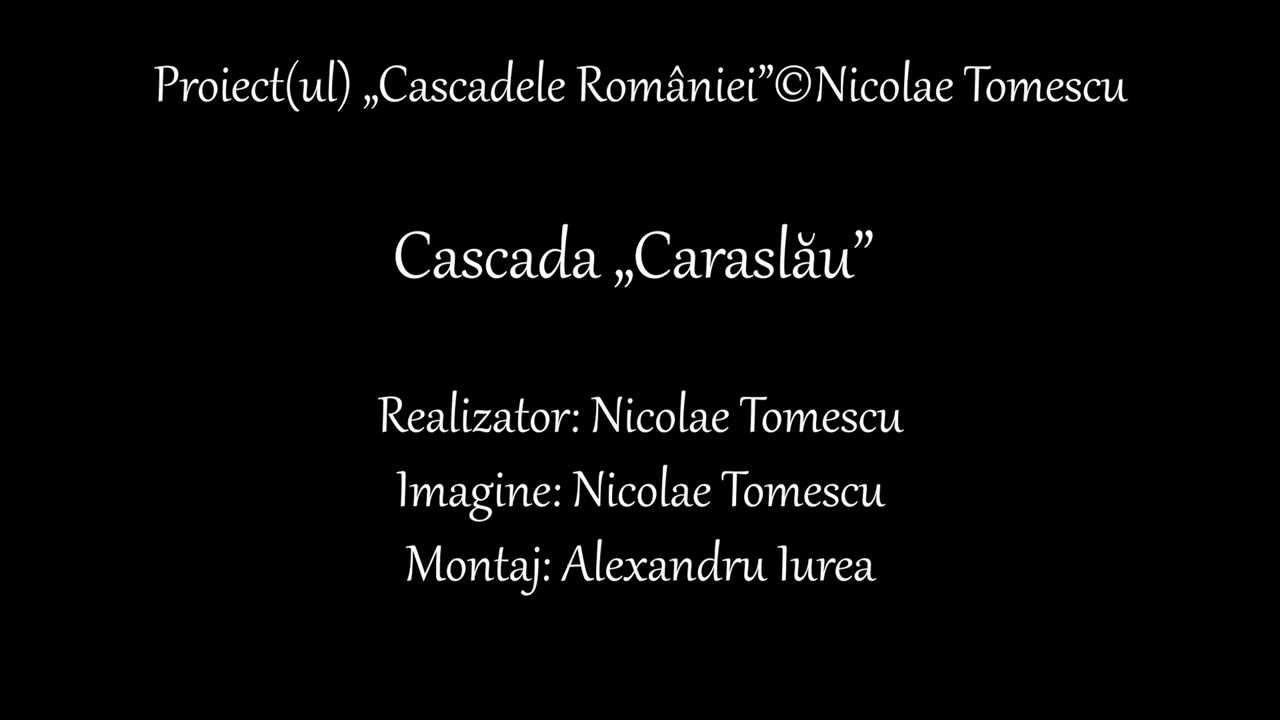 Proiect(ul) „Cascadele României”©Nicolae Tomescu
Cascada „Caraslău”
Realizator: Nicolae Tomescu
Imagine: Nicolae Tomescu
Montaj: Alexandru Iurea